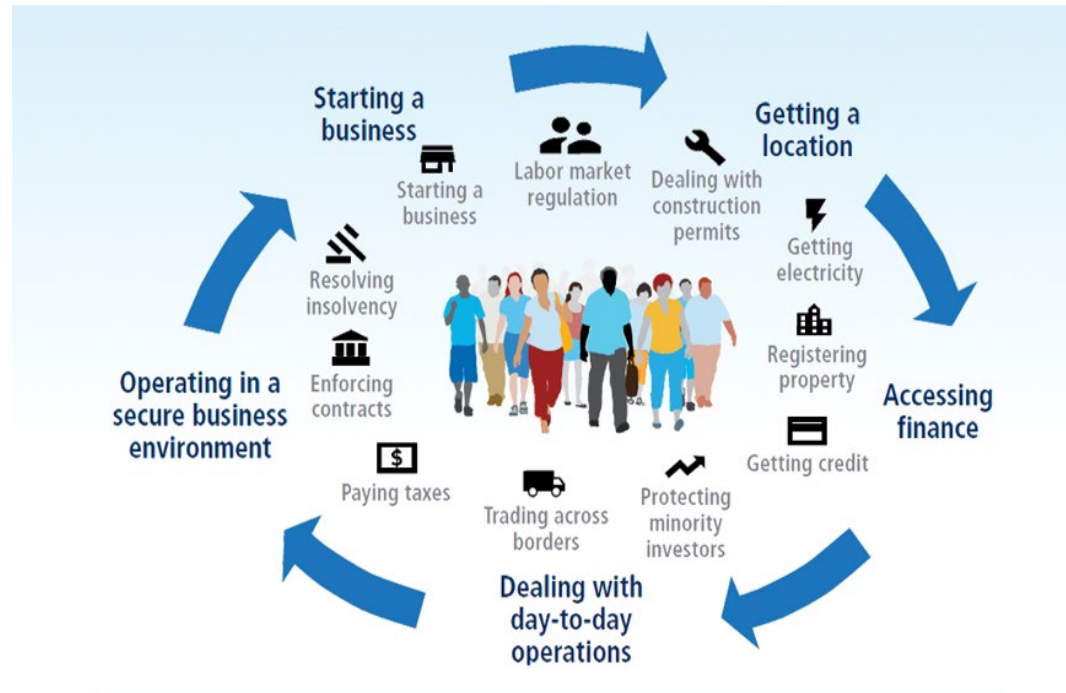 Starting a
business
Getting a
location
Accessing
finance
Dealing with
day-to-day
operations
Operating in a
secure business
environment
Starting a
business
Labor market
regulation
Dealing with
construction
permits
Getting
electricity
Registering
property
Getting credit
Protecting
minority
investors
Trading across
borders
$
Paying taxes
Enforcing
contracts
Resolving
insolvency